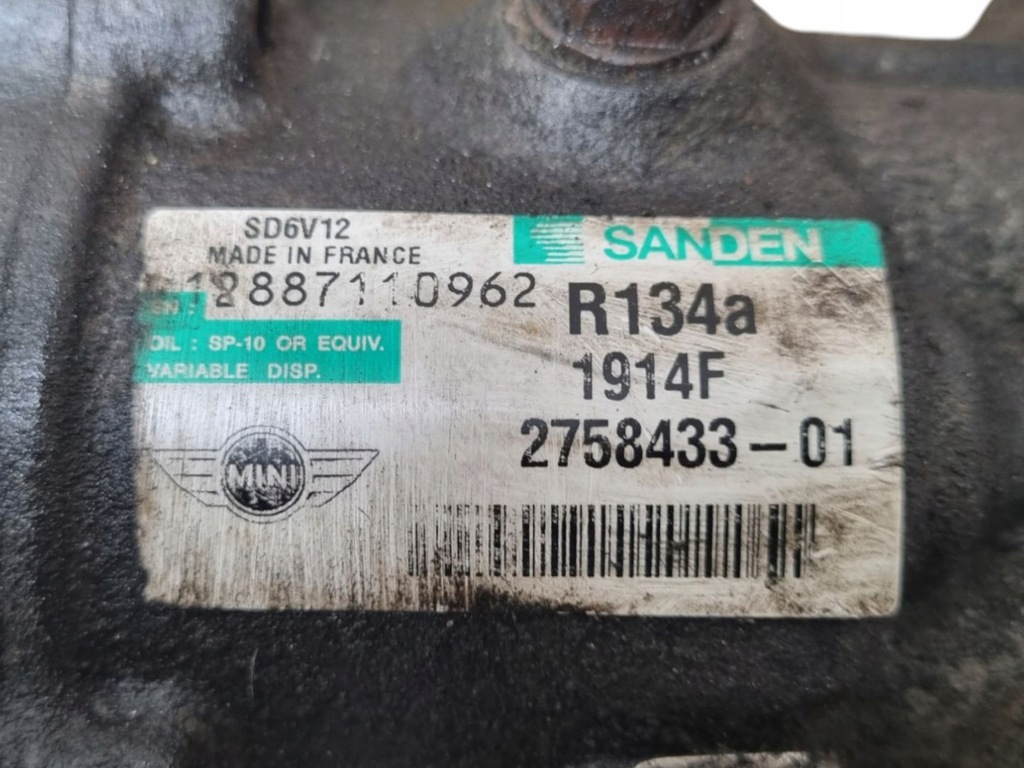 SD6V12
MADE IN FRANCE
SANDEN
12887110962
R134a
OIL : SP-10 OR EQUIV.
VARIABLE DISP.
1914F
2758433-01
MINI